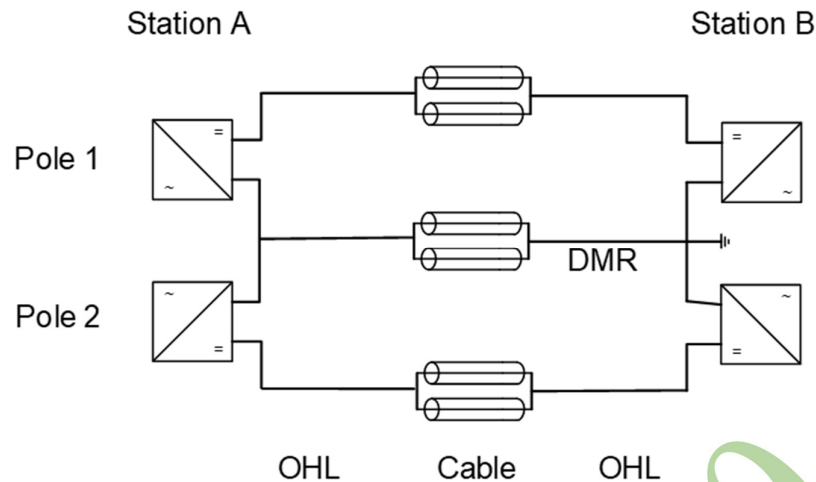 Station A
Station B
Pole 1
=
~
=
~
DMR
Pole 2
~
=
~
=
OHL
Cable
OHL